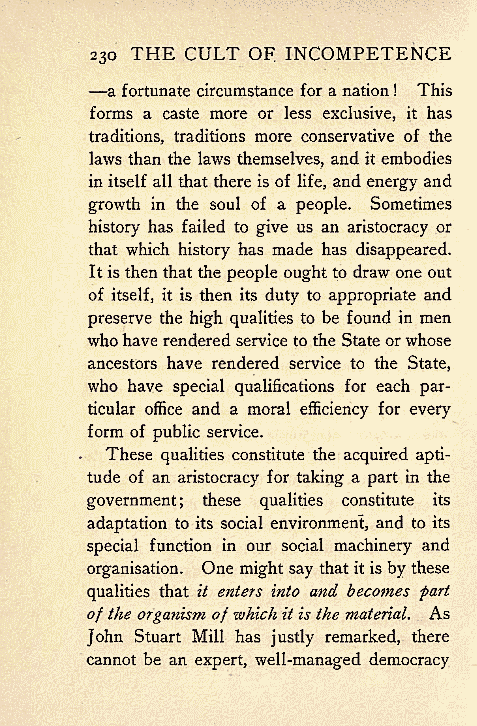 230 THE CULT OF INCOMPETENCE
—a fortunate circumstance for a nation! This
forms a caste more or less exclusive, it has
traditions, traditions more conservative of the
laws than the laws themselves, and it embodies
in itself all that there is of life, and energy and
growth in the soul of a people. Sometimes
history has failed to give us an aristocracy or
that which history has made has disappeared.
It is then that the people ought to draw one out
of itself, it is then its duty to appropriate and
preserve the high qualities to be found in men
who have rendered service to the State or whose
ancestors have rendered service to the State,
who have special qualifications for each par-
ticular office and a moral efficiency for every
form of public service.
These qualities constitute the acquired apti-
tude of an aristocracy for taking a part in the
government; these qualities constitute its
adaptation to its social environment, and to its
special function in our social machinery and
organisation. One might say that it is by these
qualities that it enters into and becomes part
of the organism of which it is the material. As
John Stuart Mill has justly remarked, there
cannot be an expert, well-managed democracy